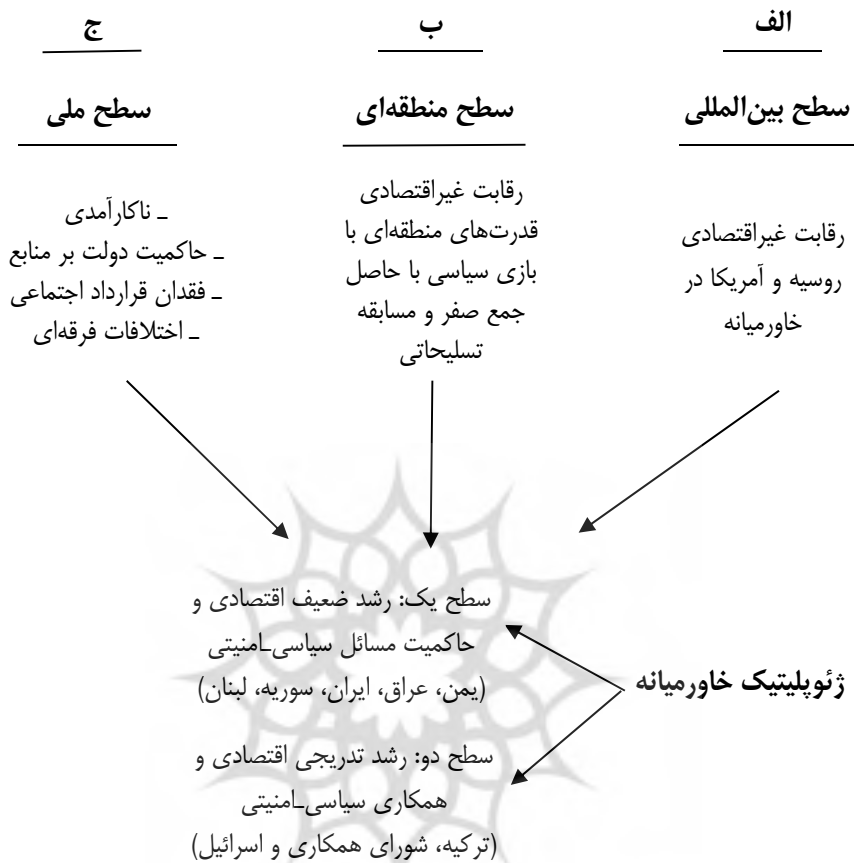 الف
سطح بین‌المللی
رقابت غیراقتصادی
روسیه و آمریکا در
خاورمیانه
ب
سطح منطقه‌ای
رقابت غیراقتصادی
قدرت‌های منطقه‌ای با
بازی سیاسی با حاصل
جمع صفر و مسابقه
تسلیحاتی
ج
سطح ملی
ـ ناکارآمدی
ـ حاکمیت دولت بر منابع
ـ فقدان قرارداد اجتماعی
ـ اختلافات فرقه‌ای
ژئوپلیتیک خاورمیانه
سطح یک: رشد ضعیف اقتصادی و
حاکمیت مسائل سیاسی‌ـامنیتی
(یمن، عراق، ایران، سوریه، لبنان)
سطح دو: رشد تدریجی اقتصادی و
همکاری سیاسی‌ـامنیتی
(ترکیه، شورای همکاری و اسرائیل)